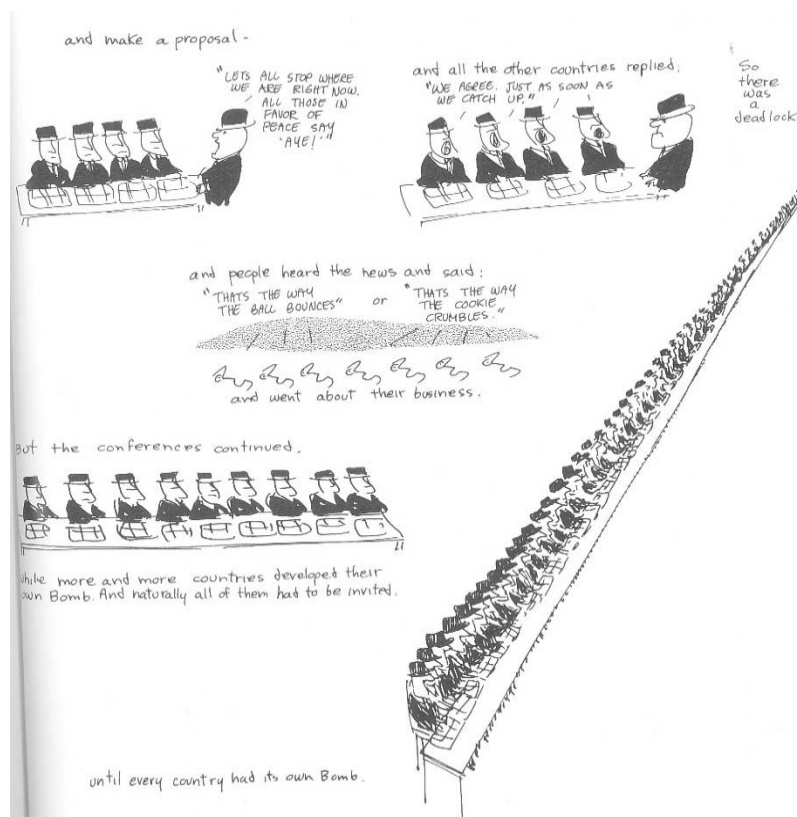 and make a proposal -
"LETS ALL STOP WHERE
WE ARE RIGHT NOW.
ALL THOSE IN
FAVOR OF
PEACE SAY
'AYE!'"
and all the other countries replied:
"WE AGREE. JUST AS SOON AS
WE CATCH UP."
So
there
was
a
deadlock
and people heard the news and said:
"THATS THE WAY
THE BALL BOUNCES"
or
"THATS THE WAY
THE COOKIE
CRUMBLES."
and went about their business.
But the conferences continued,
while more and more countries developed their
own Bomb. And naturally all of them had to be invited.
until every country had its own Bomb.